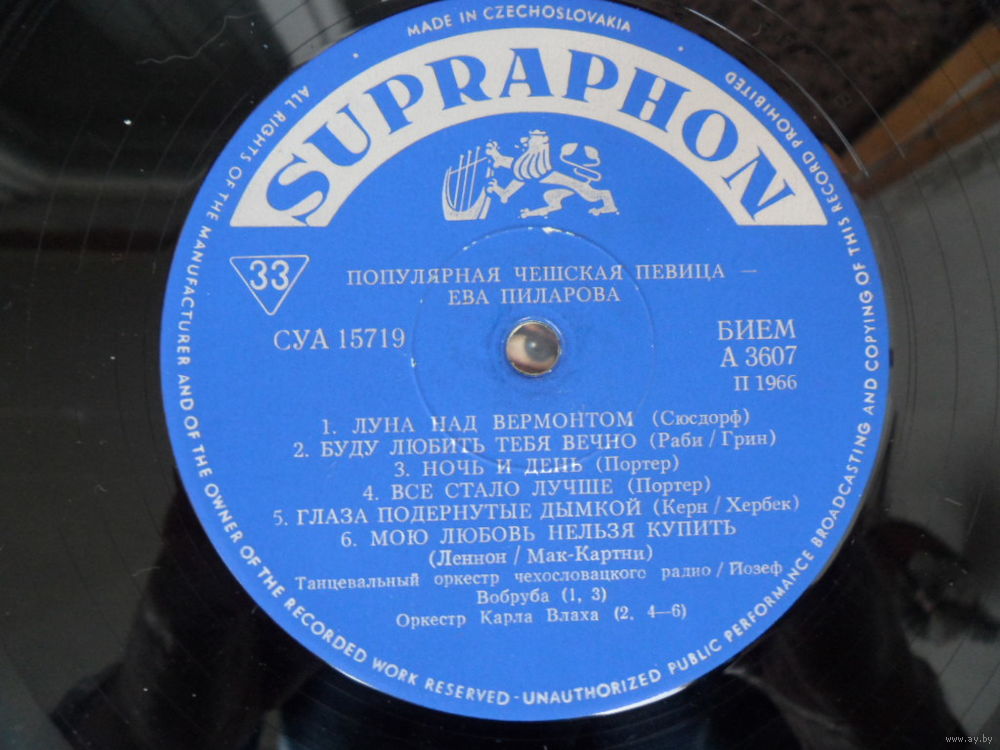 MADE IN CZECHOSLOVAKIA
ALL RIGHTS OF THE MANUFACTURER AND OF THE OWNER OF THE RECORDED WORK RESERVED - UNAUTHORIZED PUBLIC PERFORMANCE BROADCASTING AND COPYING OF THIS RECORD PROHIBITED
SUPRAPHON
33
ПОПУЛЯРНАЯ ЧЕШСКАЯ ПЕВИЦА —
ЕВА ПИЛАРОВА
СУА 15719
БИЕМ
А 3607
П 1966
1. ЛУНА НАД ВЕРМОНТОМ (Сюсдорф)
2. БУДУ ЛЮБИТЬ ТЕБЯ ВЕЧНО (Раби / Грин)
3. НОЧЬ И ДЕНЬ (Портер)
4. ВСЕ СТАЛО ЛУЧШЕ (Портер)
5. ГЛАЗА ПОДЕРНУТЫЕ ДЫМКОЙ (Керн / Хербек)
6. МОЮ ЛЮБОВЬ НЕЛЬЗЯ КУПИТЬ
(Леннон / Мак-Картни)
Танцевальный оркестр чехословацкого радио / Йозеф
Вобруба (1, 3)
Оркестр Карла Влаха (2. 4—6)
www.ay.by